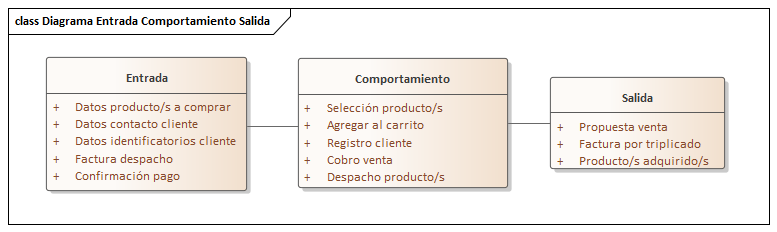 class Diagrama Entrada Comportamiento Salida
Entrada
+ Datos producto/s a comprar
+ Datos contacto cliente
+ Datos identificatorios cliente
+ Factura despacho
+ Confirmación pago
Comportamiento
+ Selección producto/s
+ Agregar al carrito
+ Registro cliente
+ Cobro venta
+ Despacho producto/s
Salida
+ Propuesta venta
+ Factura por triplicado
+ Producto/s adquirido/s